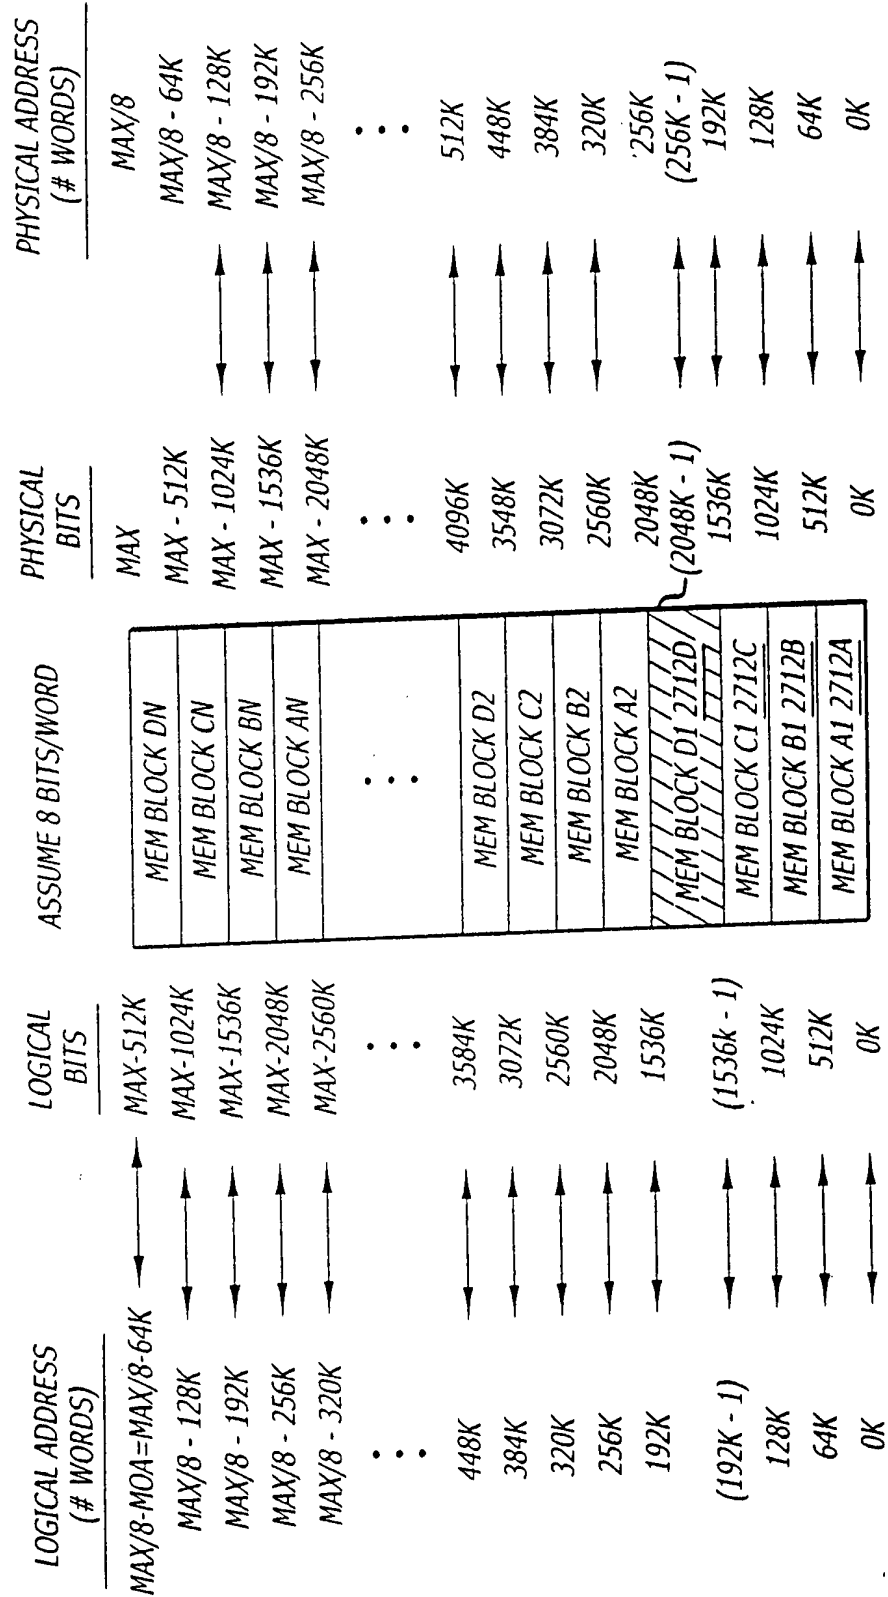 LOGICAL ADDRESS
(# WORDS)
MAX/8-MOA=MAX/8-64K
MAX/8 - 128K
MAX/8 - 192K
MAX/8 - 256K
MAX/8 - 320K
448K
384K
320K
256K
192K
(192K - 1)
128K
64K
0K
LOGICAL
BITS
MAX-512K
MAX-1024K
MAX-1536K
MAX-2048K
MAX-2560K
3584K
3072K
2560K
2048K
1536K
(1536k - 1)
1024K
512K
0K
ASSUME 8 BITS/WORD
MEM BLOCK DN
MEM BLOCK CN
MEM BLOCK BN
MEM BLOCK AN
MEM BLOCK D2
MEM BLOCK C2
MEM BLOCK B2
MEM BLOCK A2
MEM BLOCK D1 2712D
MEM BLOCK C1 2712C
MEM BLOCK B1 2712B
MEM BLOCK A1 2712A
PHYSICAL
BITS
MAX
MAX - 512K
MAX - 1024K
MAX - 1536K
MAX - 2048K
4096K
3548K
3072K
2560K
2048K
(2048K - 1)
1536K
1024K
512K
0K
PHYSICAL ADDRESS
(# WORDS)
MAX/8
MAX/8 - 64K
MAX/8 - 128K
MAX/8 - 192K
MAX/8 - 256K
512K
448K
384K
320K
256K
(256K - 1)
192K
128K
64K
0K